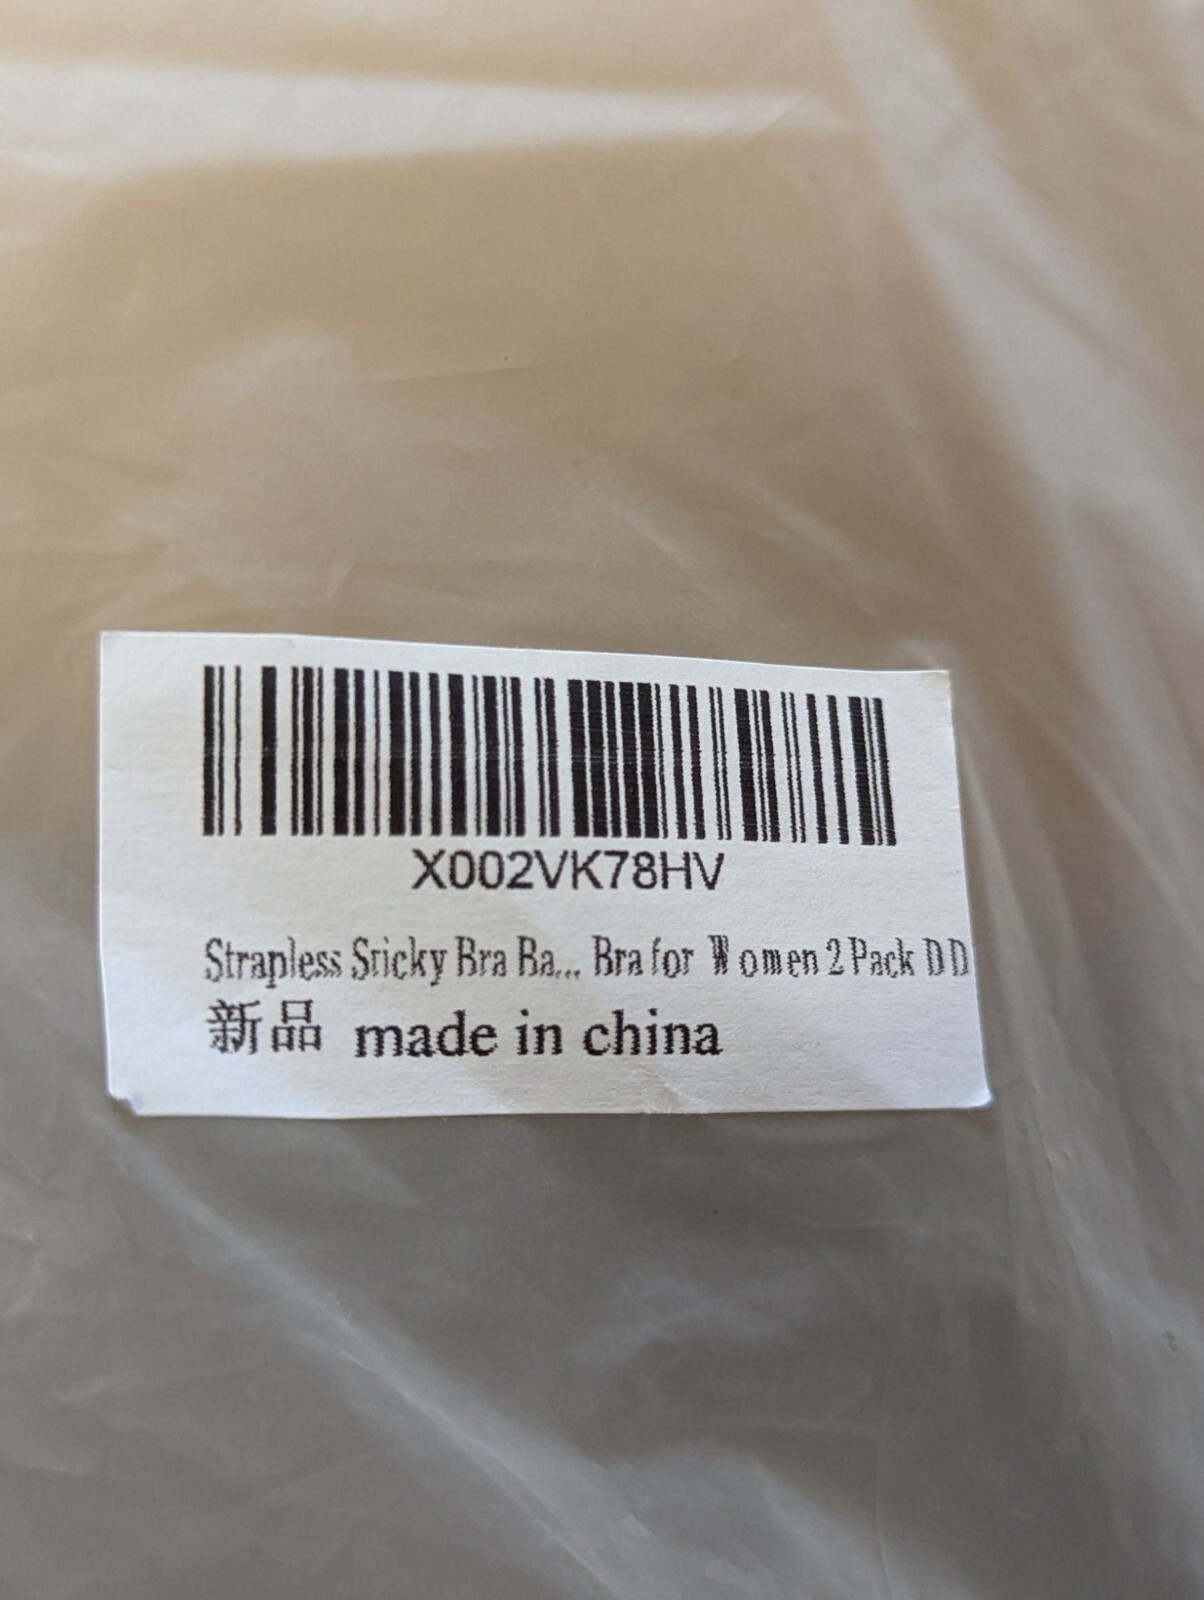 X002VK78HV
Strapless Sticky Bra Ba... Bra for Women 2 Pack DD
新品 made in china